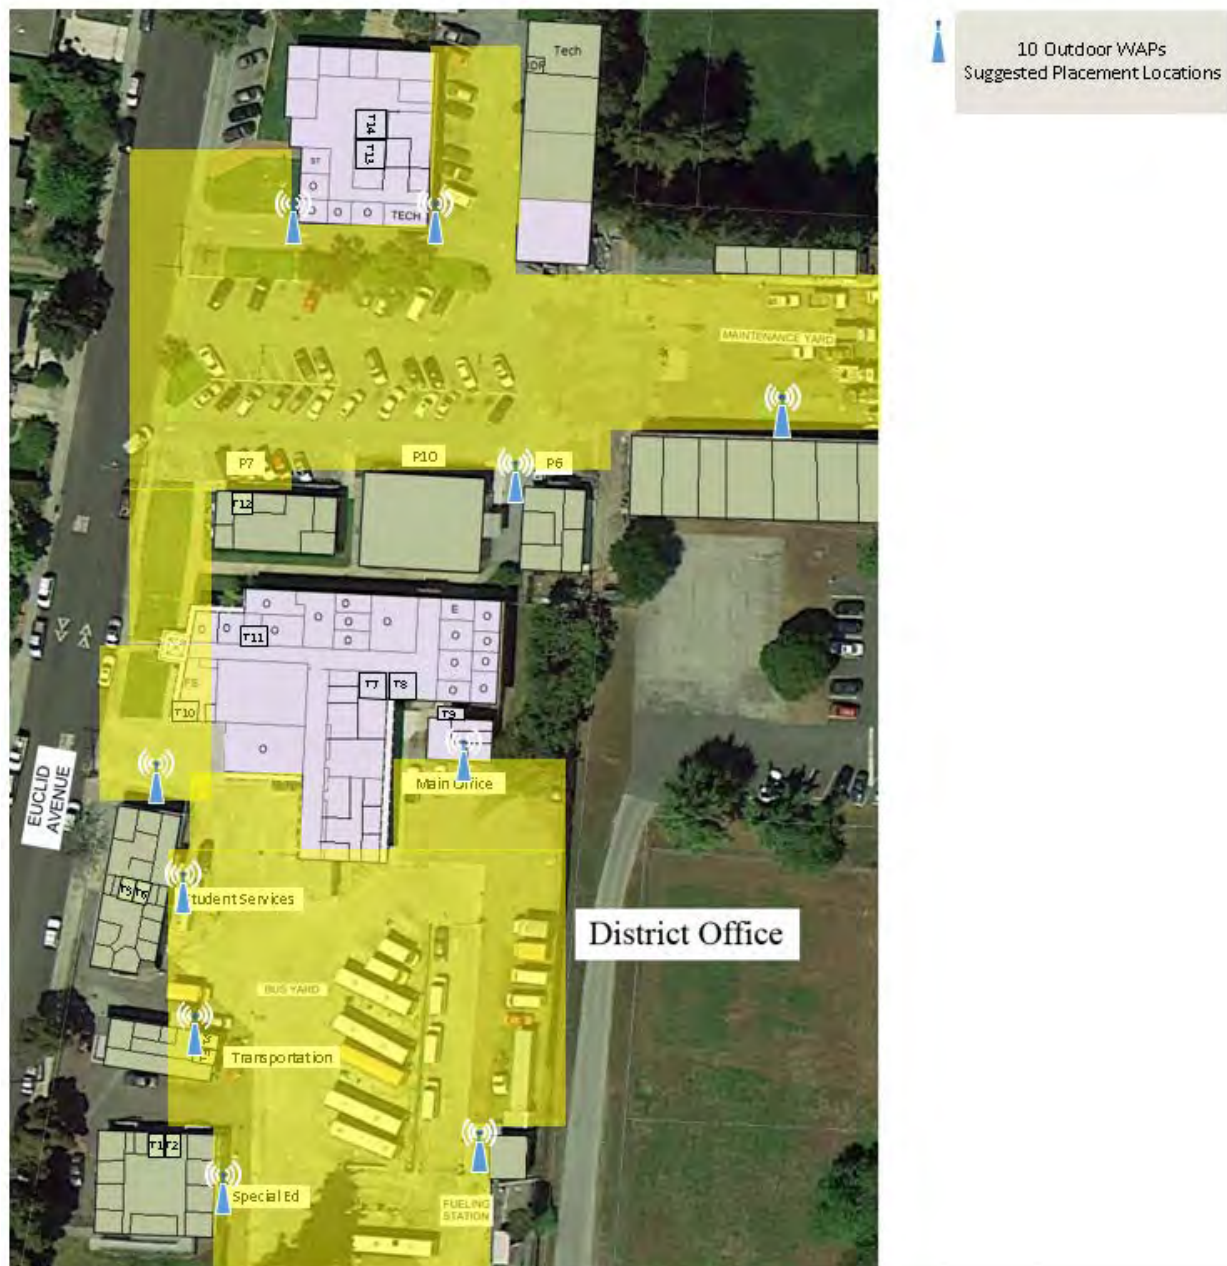 10 Outdoor WAPs
Suggested Placement Locations
Tech
T14
T13
ST
O
O
O
O
TECH
MAINTENANCE YARD
P7
P10
P6
T12
O
O
O
E
O
O
O
O
O
O
O
T11
O
O
O
O
O
O
FS
T7
T8
T10
T9
O
Main Office
EUCLID
AVENUE
T5
T6
Student Services
District Office
BUS YARD
Transportation
T1
T2
Special Ed
FUELING
STATION